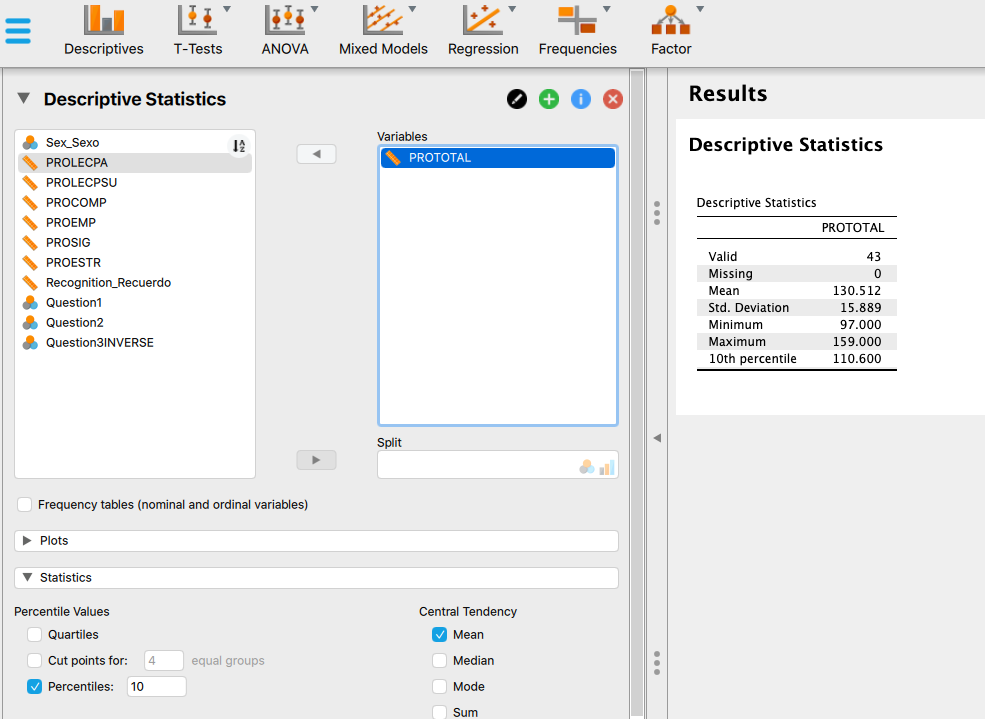 Descriptives T-Tests ANOVA Mixed Models Regression Frequencies Factor
Descriptive Statistics
Sex_Sexo
PROLECPA
PROLECPSU
PROCOMP
PROEMP
PROSIG
PROESTR
Recognition_Recuerdo
Question1
Question2
Question3INVERSE
Variables
PROTOTAL
Split
Frequency tables (nominal and ordinal variables)
Plots
Statistics
Percentile Values
Quartiles
Cut points for: 4 equal groups
Percentiles: 10
Central Tendency
Mean
Median
Mode
Sum
Results
Descriptive Statistics
Descriptive Statistics
PROTOTAL
Valid 43
Missing 0
Mean 130.512
Std. Deviation 15.889
Minimum 97.000
Maximum 159.000
10th percentile 110.600